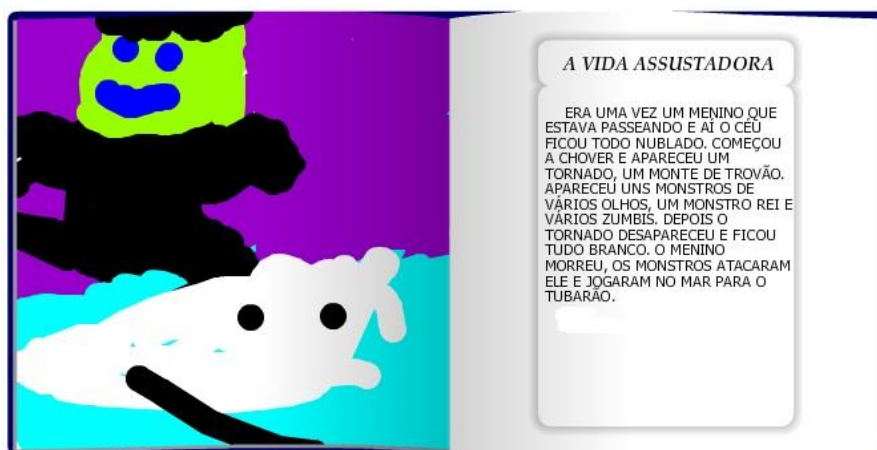 A VIDA ASSUSTADORA
ERA UMA VEZ UM MENINO QUE
ESTAVA PASSEANDO E AÍ O CÉU
FICOU TODO NUBLADO. COMEÇOU
A CHOVER E APARECEU UM
TORNADO, UM MONTE DE TROVÃO.
APARECEU UNS MONSTROS DE
VÁRIOS OLHOS, UM MONSTRO REI E
VÁRIOS ZUMBIS. DEPOIS O
TORNADO DESAPARECEU E FICOU
TUDO BRANCO. O MENINO
MORREU, OS MONSTROS ATACARAM
ELE E JOGARAM NO MAR PARA O
TUBARÃO.